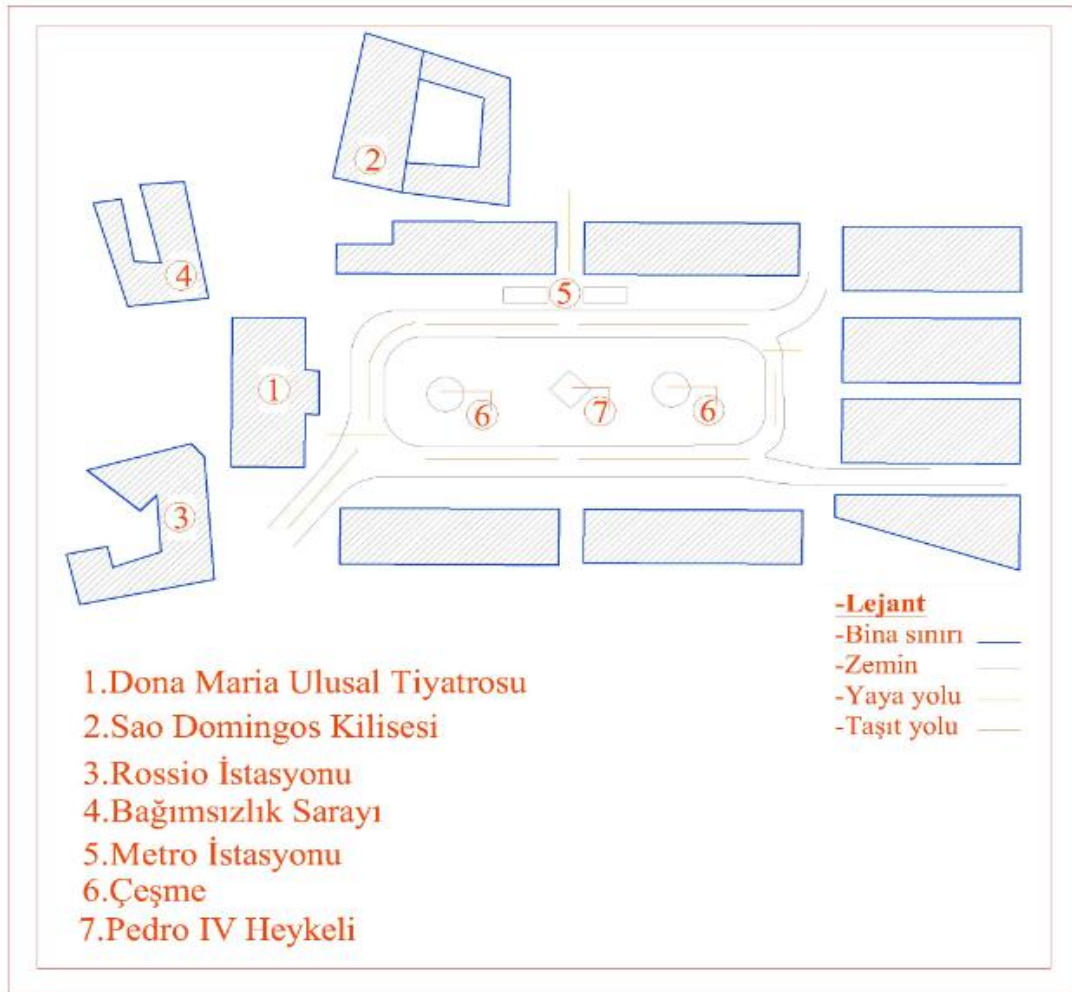 2
4
5
1
6
7
6
3
-Lejant
-Bina sınırı
-Zemin
-Yaya yolu
-Taşıt yolu
1.Dona Maria Ulusal Tiyatrosu
2.Sao Domingos Kilisesi
3.Rossio İstasyonu
4.Bağımsızlık Sarayı
5.Metro İstasyonu
6.Çeşme
7.Pedro IV Heykeli